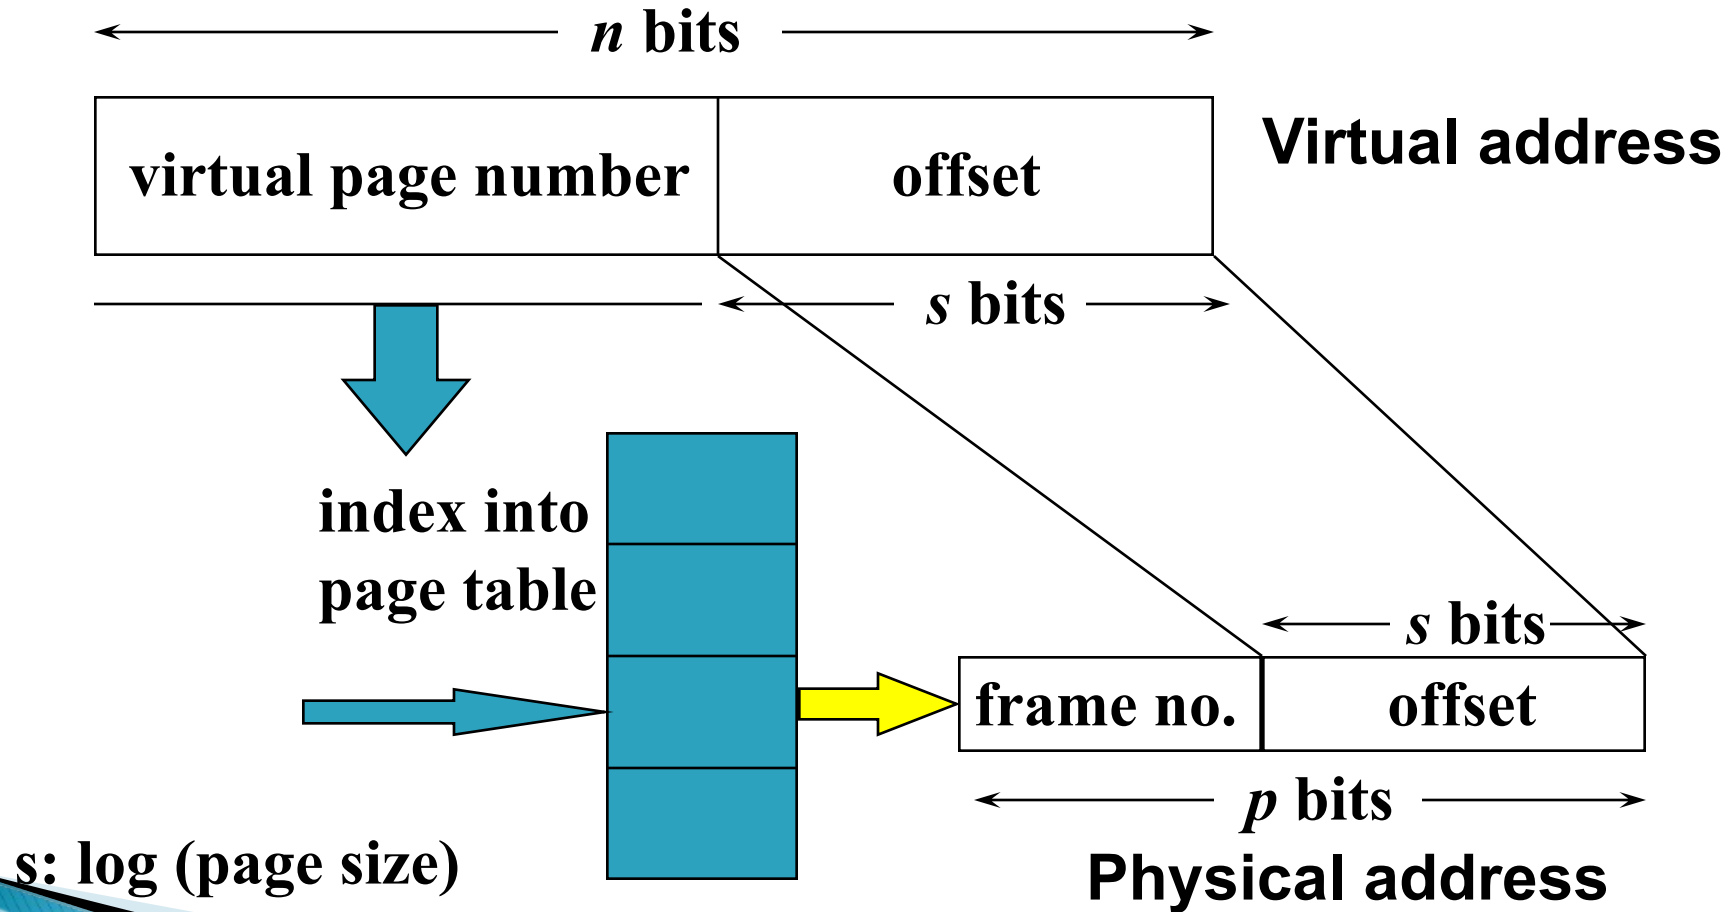 n bits
virtual page number
offset
Virtual address
s bits
index into
page table
s bits
frame no.
offset
p bits
s: log (page size)
Physical address